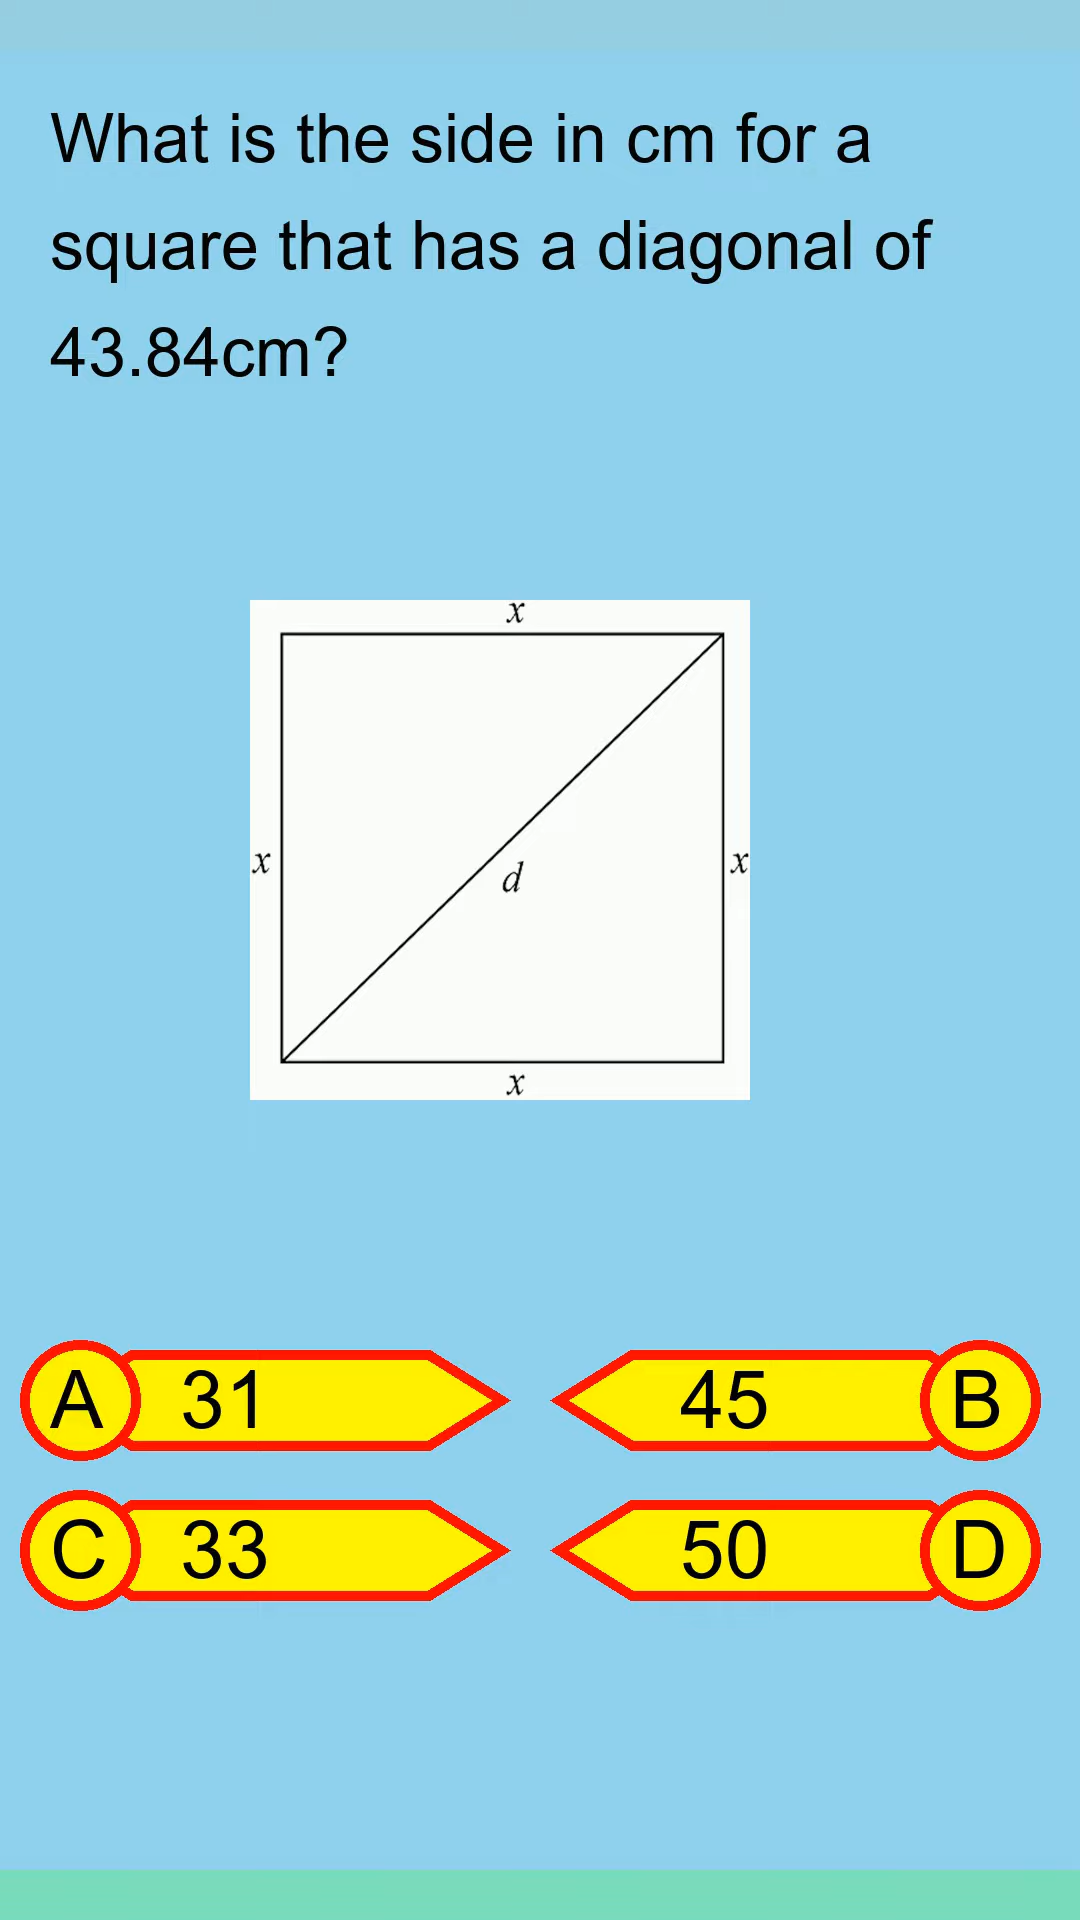 What is the side in cm for a
square that has a diagonal of
43.84cm?
x
x
d
x
x
A 31
45 B
C 33
50 D